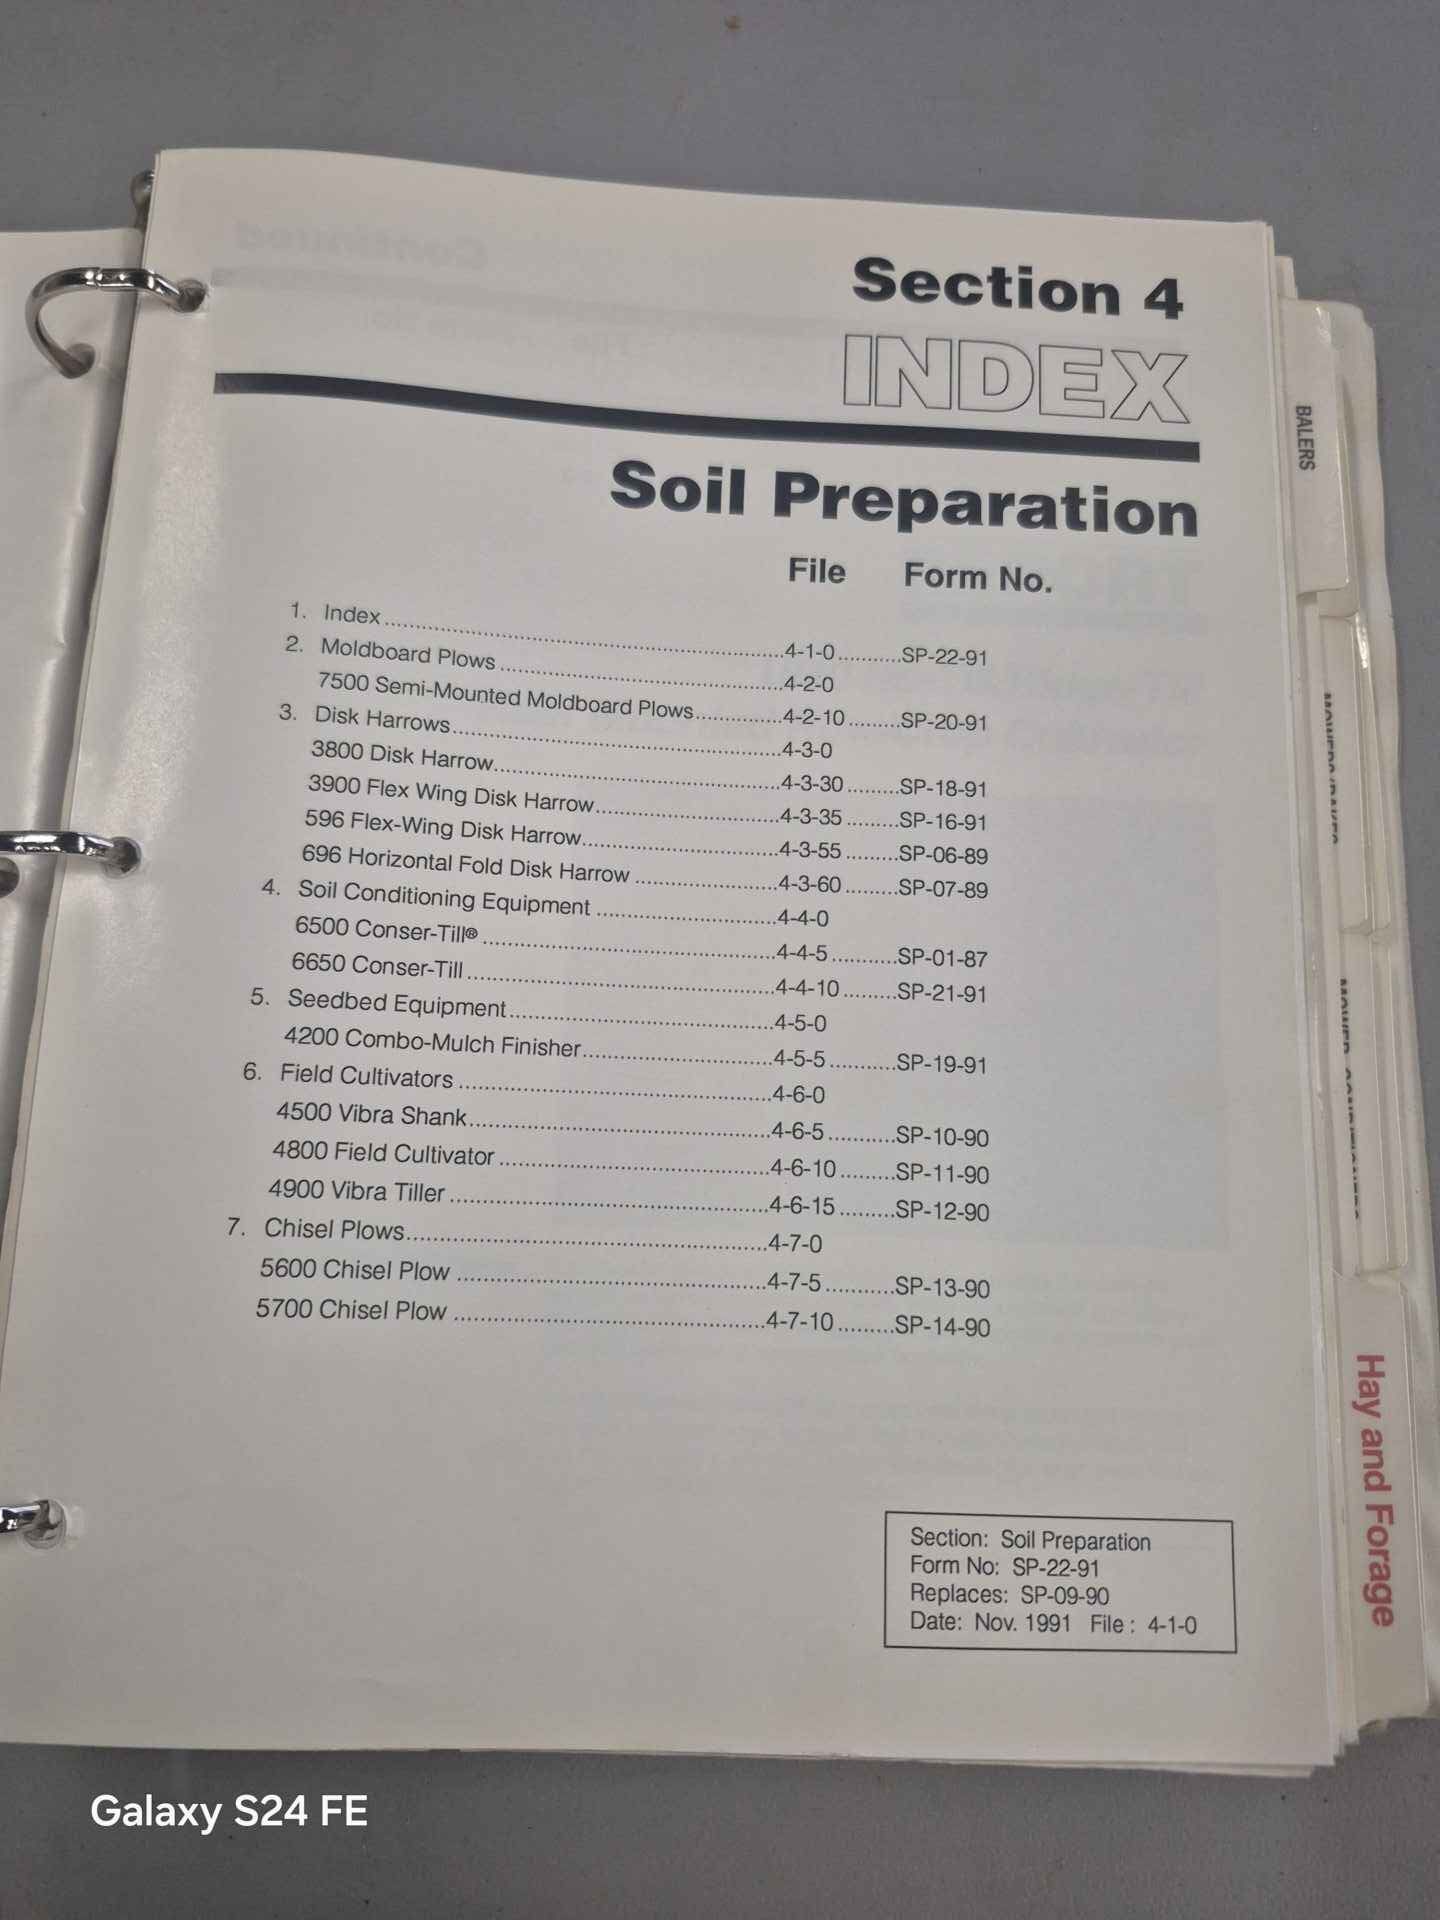 Section 4
INDEX
Soil Preparation
File Form No.
1. Index..........4-1-0..........SP-22-91
2. Moldboard Plows..........4-2-0
7500 Semi-Mounted Moldboard Plows..........4-2-10.........SP-20-91
3. Disk Harrows..........4-3-0
3800 Disk Harrow..........4-3-30.........SP-18-91
3900 Flex Wing Disk Harrow..........4-3-35.........SP-16-91
596 Flex-Wing Disk Harrow..........4-3-55.........SP-06-89
696 Horizontal Fold Disk Harrow..........4-3-60.........SP-07-89
4. Soil Conditioning Equipment..........4-4-0
6500 Conser-Till®..........4-4-5...........SP-01-87
6650 Conser-Till..........4-4-10.........SP-21-91
5. Seedbed Equipment..........4-5-0
4200 Combo-Mulch Finisher..........4-5-5...........SP-19-91
6. Field Cultivators..........4-6-0
4500 Vibra Shank..........4-6-5...........SP-10-90
4800 Field Cultivator..........4-6-10.........SP-11-90
4900 Vibra Tiller..........4-6-15.........SP-12-90
7. Chisel Plows..........4-7-0
5600 Chisel Plow..........4-7-5...........SP-13-90
5700 Chisel Plow..........4-7-10.........SP-14-90
Section: Soil Preparation
Form No: SP-22-91
Replaces: SP-09-90
Date: Nov. 1991 File : 4-1-0
BALERS
Hay and Forage
Galaxy S24 FE